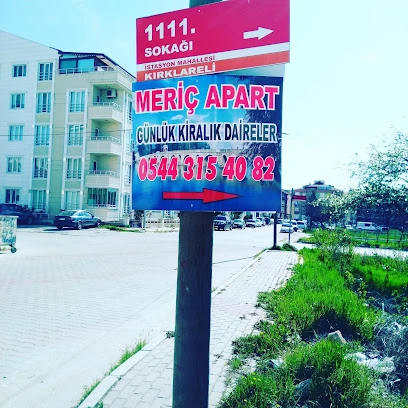 1111.
SOKAĞI
İSTASYON MAHALLESİ
KIRKLARELİ
MERİÇ APART
GÜNLÜK KİRALIK DAİRELER
0544 315 40 82